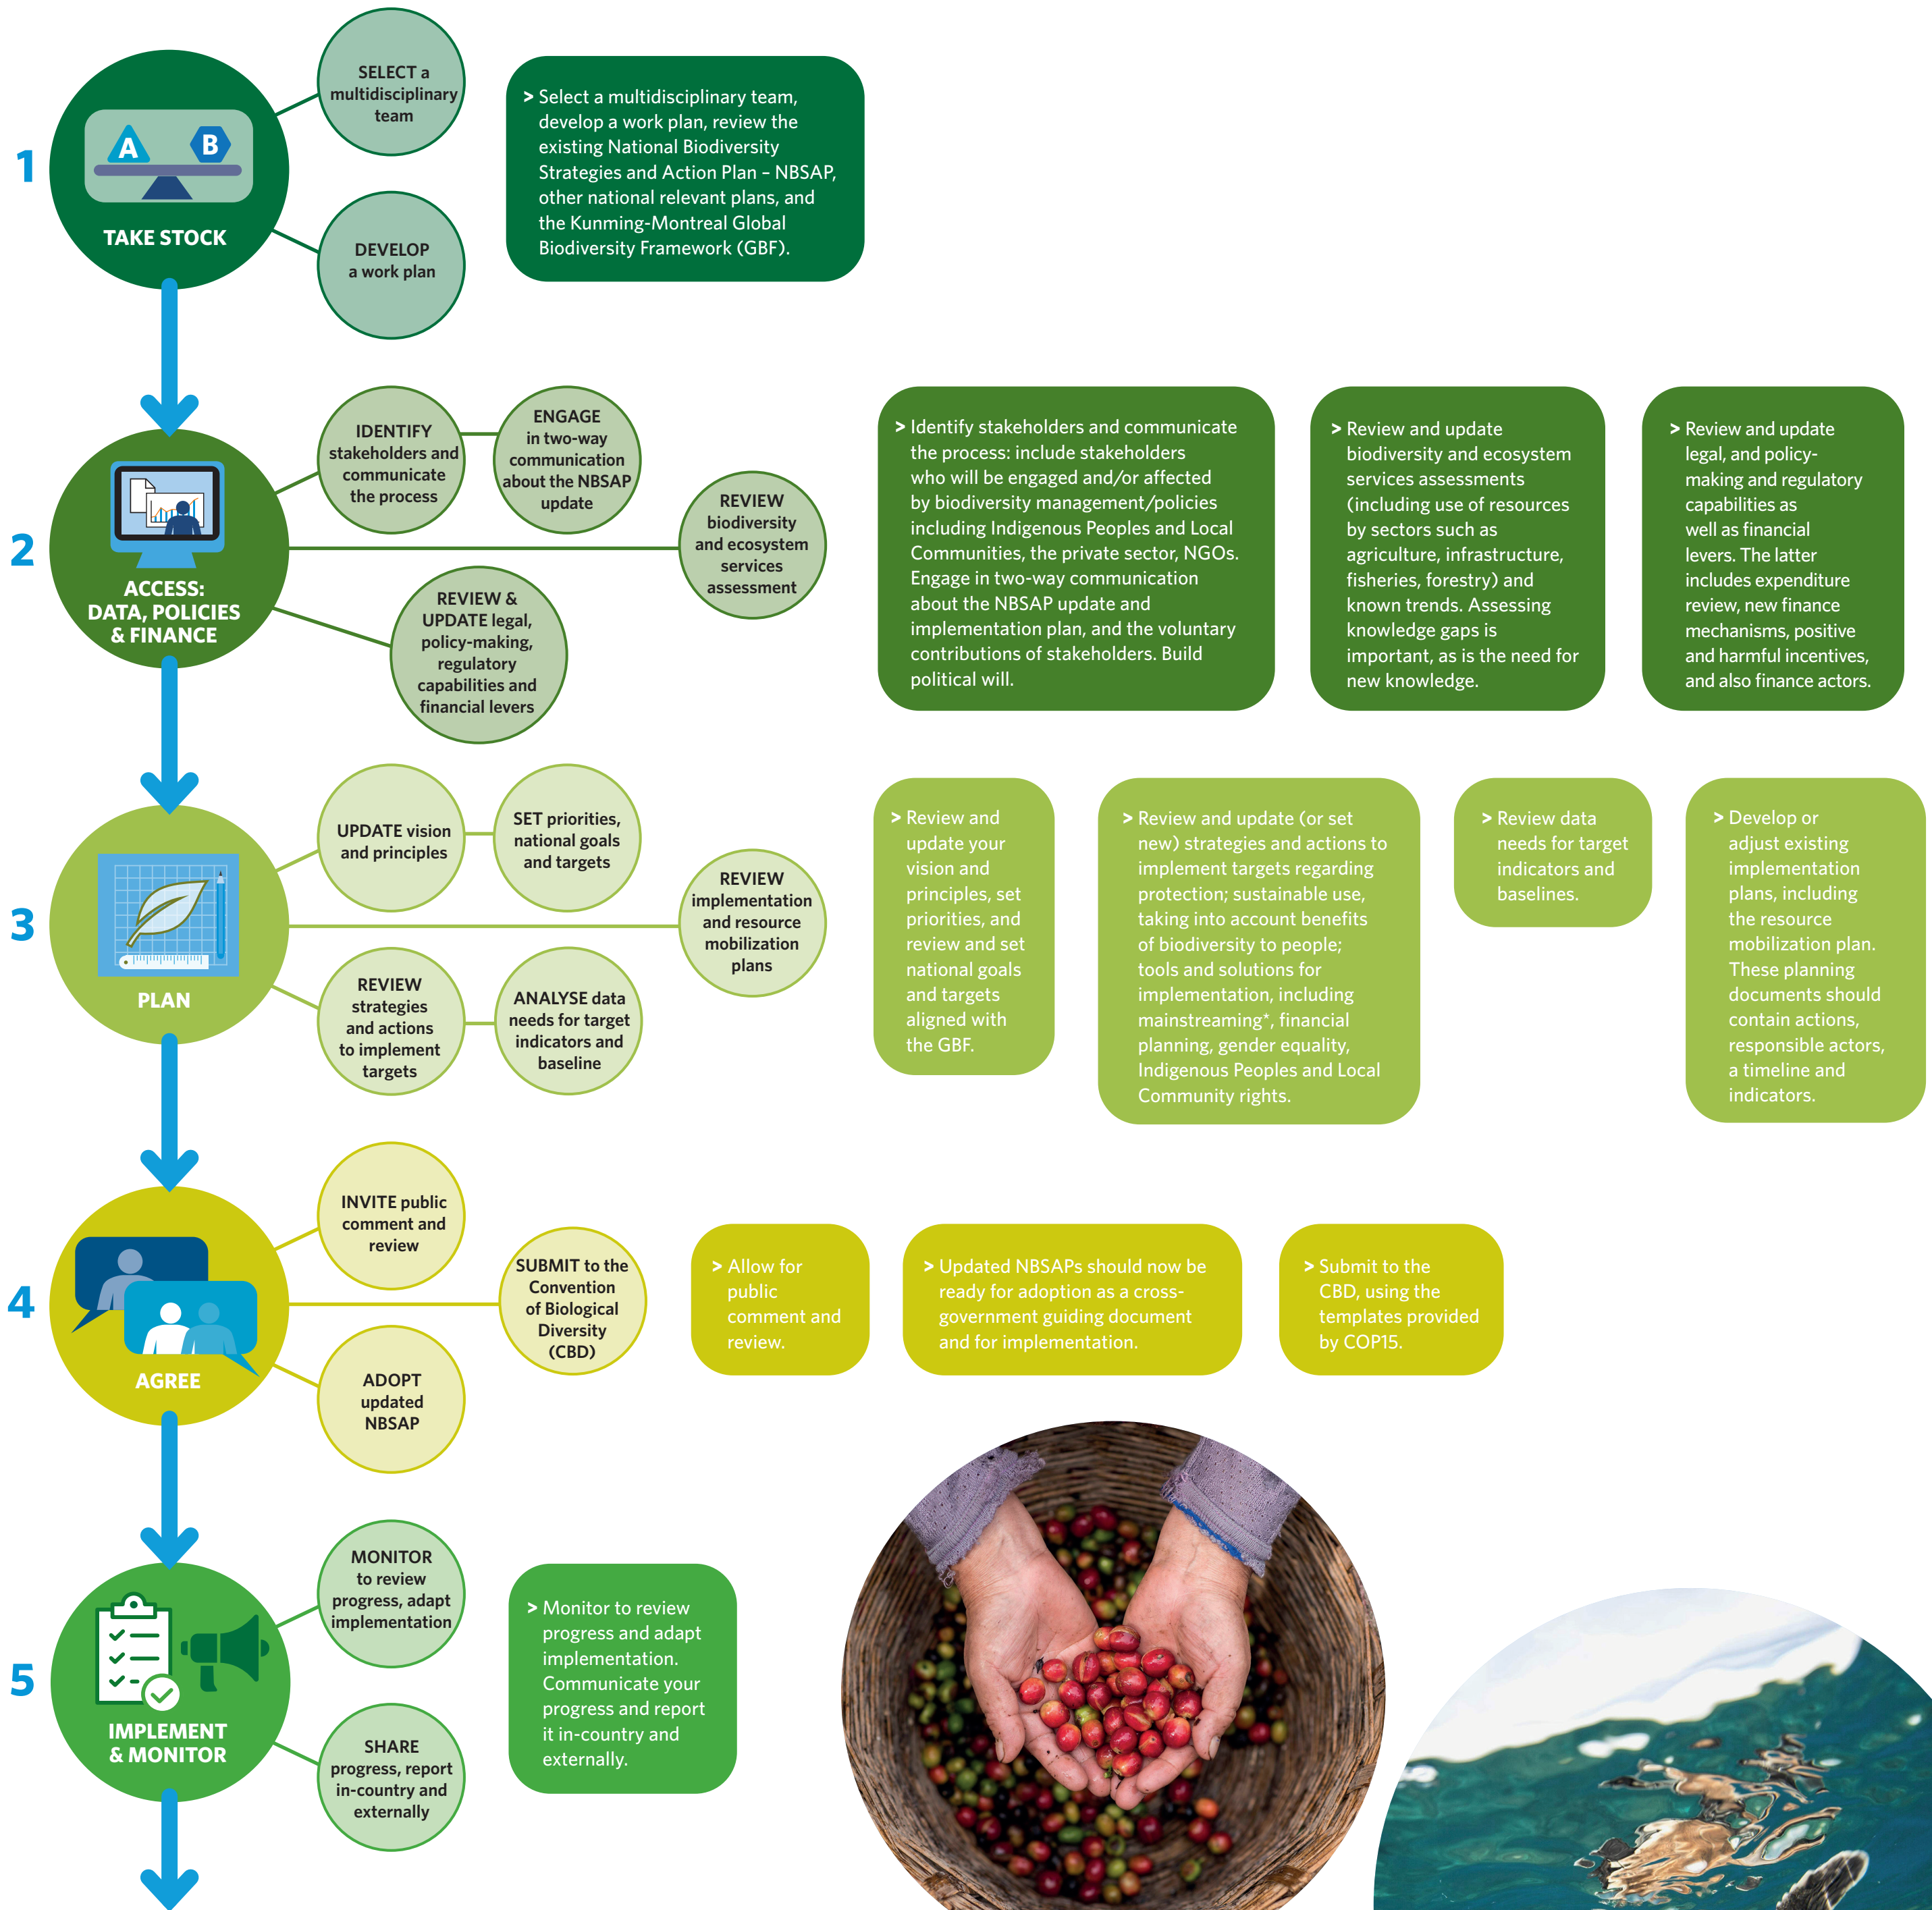 1
A
B
TAKE STOCK
SELECT a
multidisciplinary
team
DEVELOP
a work plan
> Select a multidisciplinary team,
develop a work plan, review the
existing National Biodiversity
Strategies and Action Plan – NBSAP,
other national relevant plans, and
the Kunming-Montreal Global
Biodiversity Framework (GBF).
2
ACCESS:
DATA, POLICIES
& FINANCE
IDENTIFY
stakeholders and
communicate
the process
ENGAGE
in two-way
communication
about the NBSAP
update
REVIEW
biodiversity
and ecosystem
services
assessment
REVIEW &
UPDATE legal,
policy-making,
regulatory
capabilities and
financial levers
> Identify stakeholders and communicate
the process: include stakeholders
who will be engaged and/or affected
by biodiversity management/policies
including Indigenous Peoples and Local
Communities, the private sector, NGOs.
Engage in two-way communication
about the NBSAP update and
implementation plan, and the voluntary
contributions of stakeholders. Build
political will.
> Review and update
biodiversity and ecosystem
services assessments
(including use of resources
by sectors such as
agriculture, infrastructure,
fisheries, forestry) and
known trends. Assessing
knowledge gaps is
important, as is the need for
new knowledge.
> Review and update
legal, and policy-
making and regulatory
capabilities as
well as financial
levers. The latter
includes expenditure
review, new finance
mechanisms, positive
and harmful incentives,
and also finance actors.
3
PLAN
UPDATE vision
and principles
SET priorities,
national goals
and targets
REVIEW
implementation
and resource
mobilization
plans
REVIEW
strategies
and actions
to implement
targets
ANALYSE data
needs for target
indicators and
baseline
> Review and
update your
vision and
principles, set
priorities, and
review and set
national goals
and targets
aligned with
the GBF.
> Review and update (or set
new) strategies and actions to
implement targets regarding
protection; sustainable use,
taking into account benefits
of biodiversity to people;
tools and solutions for
implementation, including
mainstreaming*, financial
planning, gender equality,
Indigenous Peoples and Local
Community rights.
> Review data
needs for target
indicators and
baselines.
> Develop or
adjust existing
implementation
plans, including
the resource
mobilization plan.
These planning
documents should
contain actions,
responsible actors,
a timeline and
indicators.
4
AGREE
INVITE public
comment and
review
SUBMIT to the
Convention
of Biological
Diversity
(CBD)
ADOPT
updated
NBSAP
> Allow for
public
comment and
review.
> Updated NBSAPs should now be
ready for adoption as a cross-
government guiding document
and for implementation.
> Submit to the
CBD, using the
templates provided
by COP15.
5
IMPLEMENT
& MONITOR
MONITOR
to review
progress, adapt
implementation
SHARE
progress, report
in-country and
externally
> Monitor to review
progress and adapt
implementation.
Communicate your
progress and report
it in-country and
externally.